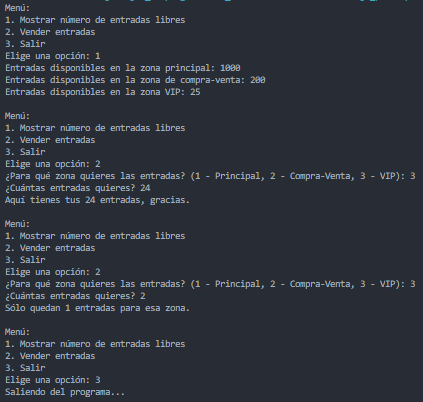 Menú:
1. Mostrar número de entradas libres
2. Vender entradas
3. Salir
Elige una opción: 1
Entradas disponibles en la zona principal: 1000
Entradas disponibles en la zona de compra-venta: 200
Entradas disponibles en la zona VIP: 25
Menú:
1. Mostrar número de entradas libres
2. Vender entradas
3. Salir
Elige una opción: 2
¿Para qué zona quieres las entradas? (1 - Principal, 2 - Compra-Venta, 3 - VIP): 3
¿Cuántas entradas quieres? 24
Aquí tienes tus 24 entradas, gracias.
Menú:
1. Mostrar número de entradas libres
2. Vender entradas
3. Salir
Elige una opción: 2
¿Para qué zona quieres las entradas? (1 - Principal, 2 - Compra-Venta, 3 - VIP): 3
¿Cuántas entradas quieres? 2
Sólo quedan 1 entradas para esa zona.
Menú:
1. Mostrar número de entradas libres
2. Vender entradas
3. Salir
Elige una opción: 3
Saliendo del programa...